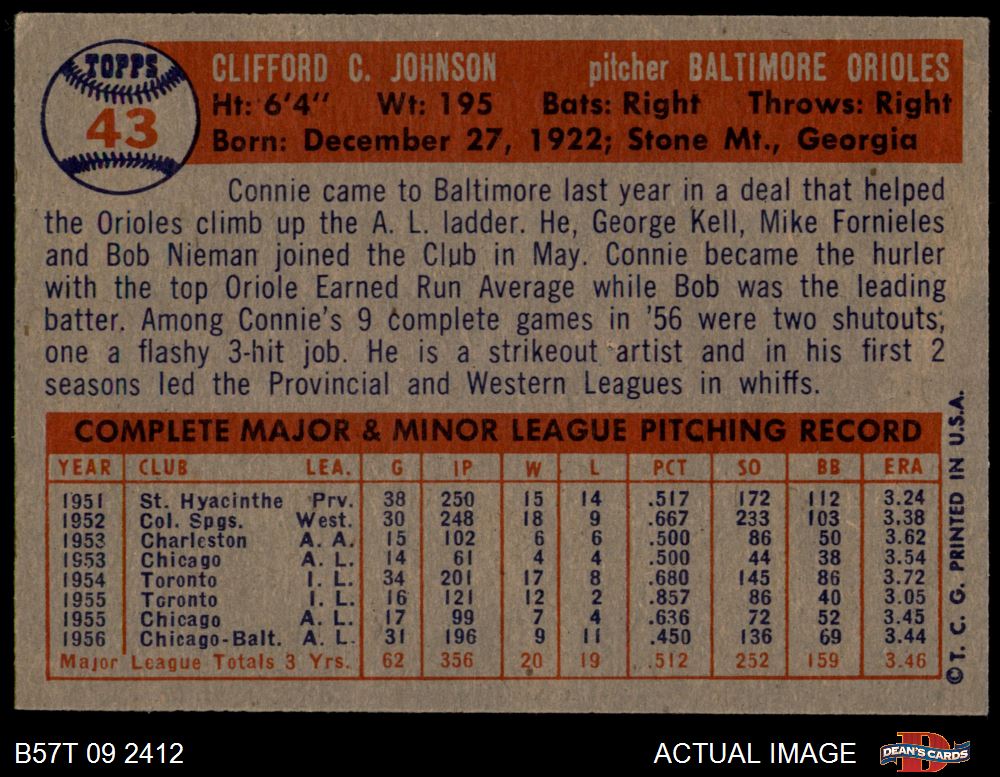 TOPPS
43
CLIFFORD C. JOHNSON pitcher BALTIMORE ORIOLES
Ht: 6'4" Wt: 195 Bats: Right Throws: Right
Born: December 27, 1922; Stone Mt., Georgia
Connie came to Baltimore last year in a deal that helped
the Orioles climb up the A. L. ladder. He, George Kell, Mike Fornieles
and Bob Nieman joined the Club in May. Connie became the hurler
with the top Oriole Earned Run Average while Bob was the leading
batter. Among Connie's 9 complete games in '56 were two shutouts,
one a flashy 3-hit job. He is a strikeout artist and in his first 2
seasons led the Provincial and Western Leagues in whiffs.
COMPLETE MAJOR & MINOR LEAGUE PITCHING RECORD
YEAR CLUB LEA. G IP W L PCT SO BB ERA
1951 St. Hyacinthe Prv. 38 250 15 14 .517 172 112 3.24
1952 Col. Spgs. West. 30 248 18 9 .667 233 103 3.38
1953 Charleston A. A. 15 102 6 6 .500 86 50 3.62
1953 Chicago A. L. 14 61 4 4 .500 44 38 3.54
1954 Toronto I. L. 34 201 17 8 .680 145 86 3.72
1955 Toronto I. L. 16 121 12 2 .857 86 40 3.05
1955 Chicago A. L. 17 99 7 4 .636 72 52 3.45
1956 Chicago-Balt. A. L. 31 196 9 11 .450 136 69 3.44
Major League Totals 3 Yrs. 62 356 20 19 .512 252 159 3.46
© T. C. G. PRINTED IN U.S.A.
B57T 09 2412 ACTUAL IMAGE DEAN'S CARDS